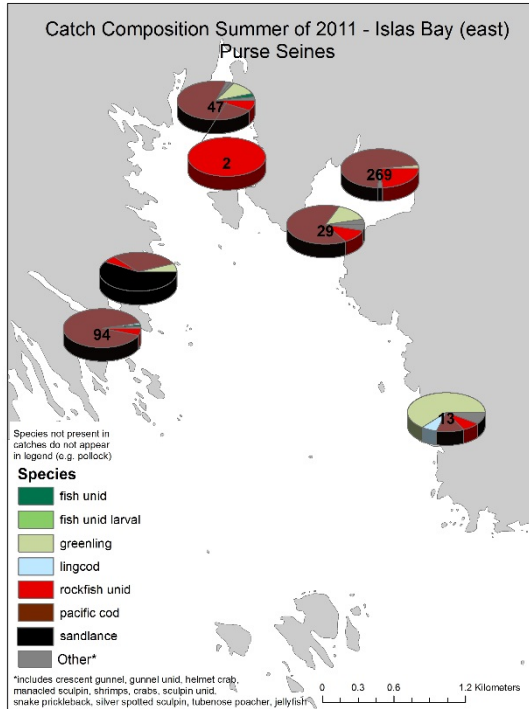 Catch Composition Summer of 2011 - Islas Bay (east)
Purse Seines
47
2
269
29
94
13
Species not present in
catches do not appear
in legend (e.g. pollock)
Species
fish unid
fish unid larval
greenling
lingcod
rockfish unid
pacific cod
sandlance
Other*
*includes crescent gunnel, gunnel unid, helmet crab,
manacled sculpin, shrimps, crabs, sculpin unid,
snake prickleback, silver spotted sculpin, tubenose poacher, jellyfish
0 0.3 0.6 1.2 Kilometers